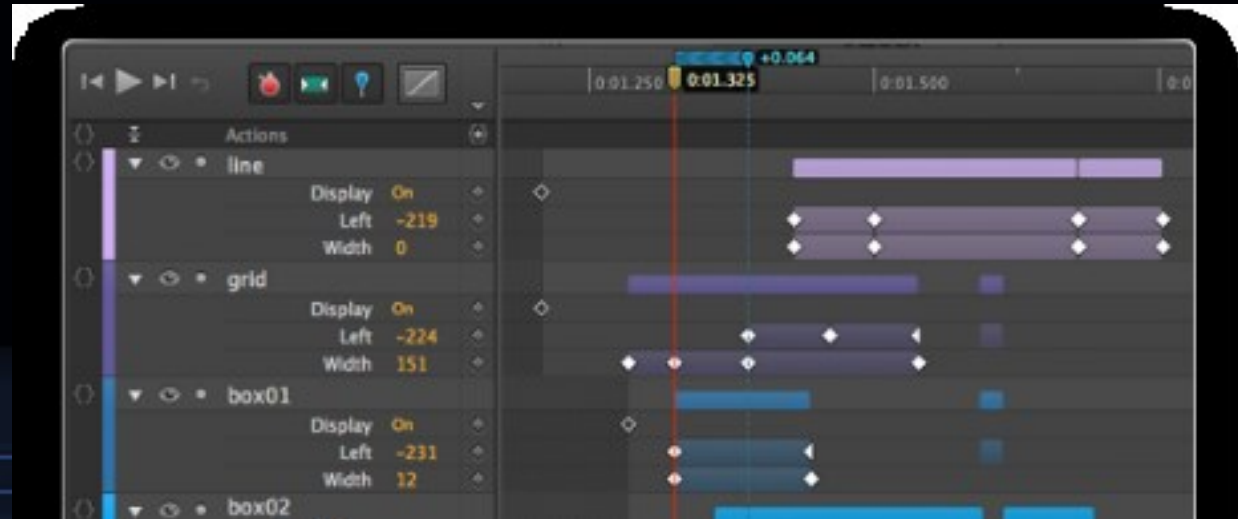 +0.064
0:01.250 0:01.325 0:01.500
Actions
line
Display On
Left -219
Width 0
grid
Display On
Left -224
Width 151
box01
Display On
Left -231
Width 12
box02